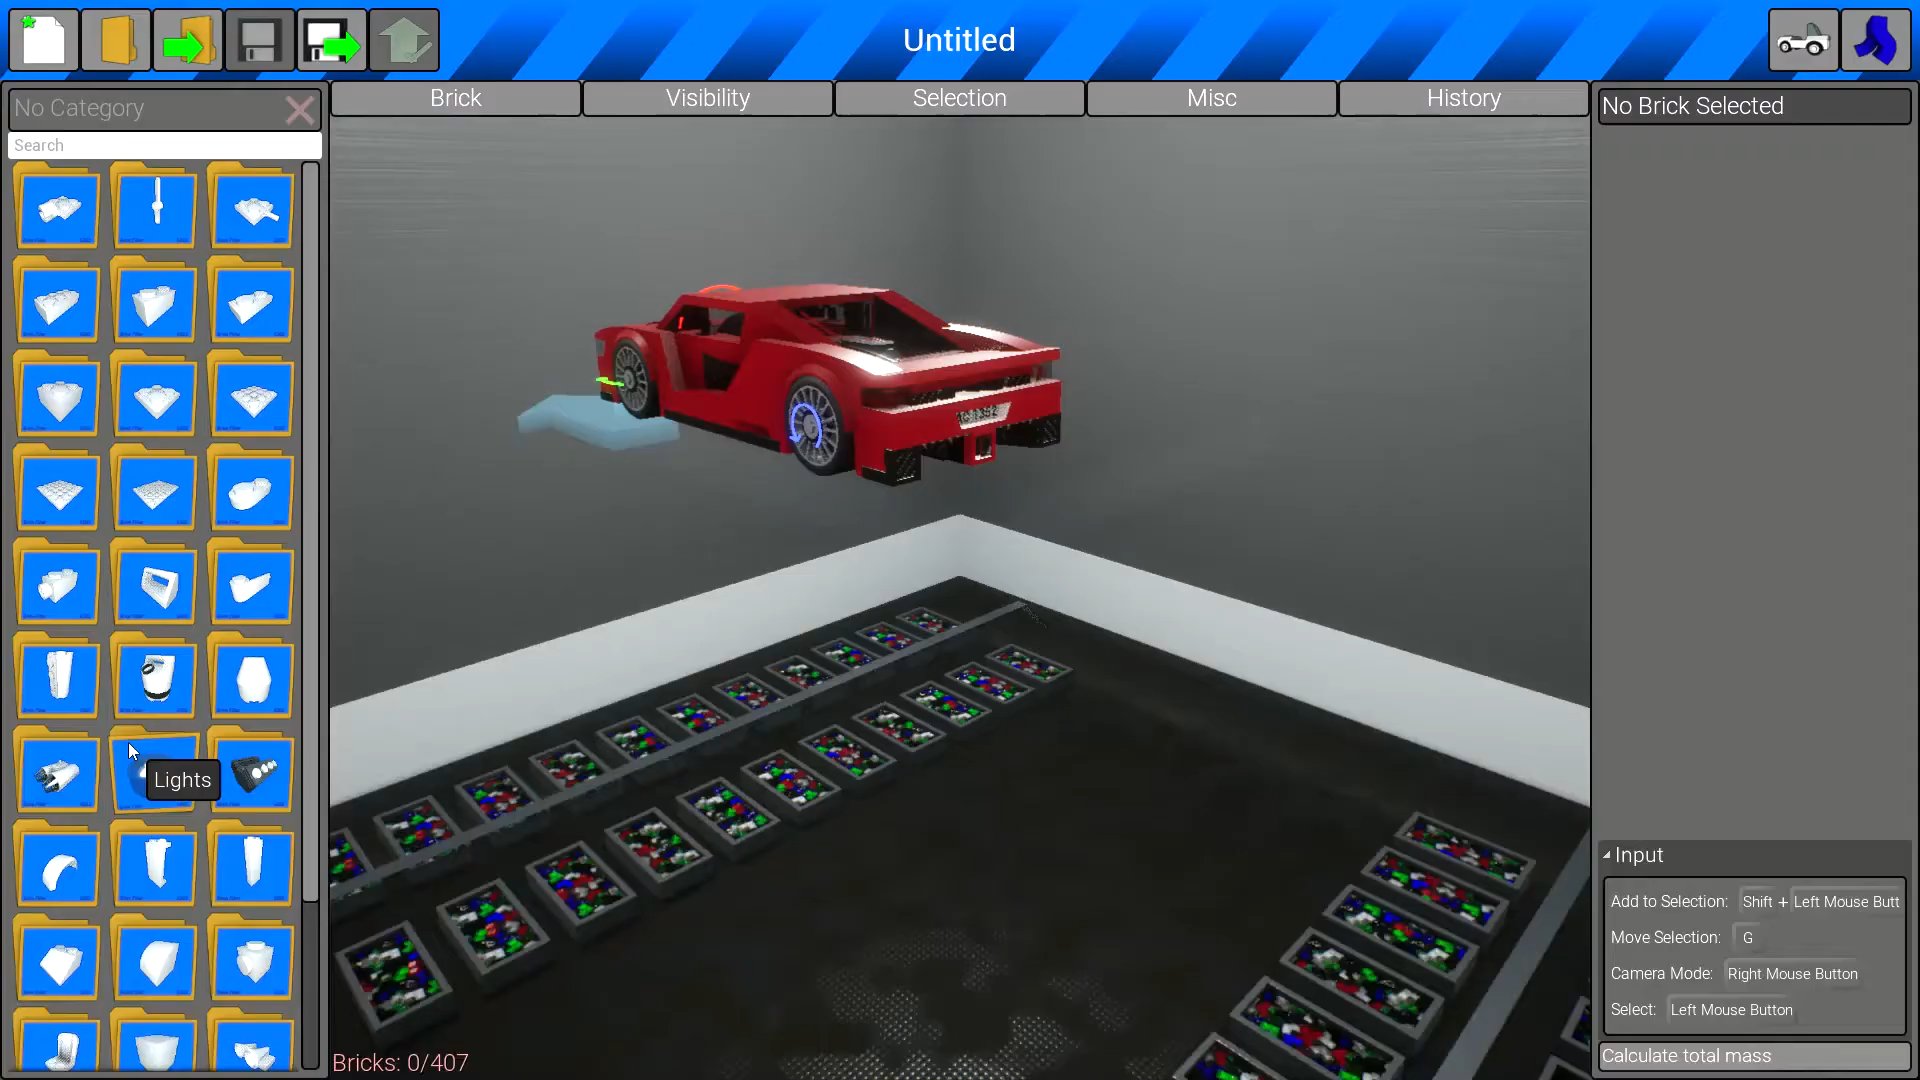 Untitled
No Category
Search
Brick
Visibility
Selection
Misc
History
No Brick Selected
Lights
Input
Add to Selection: Shift + Left Mouse Butt
Move Selection: G
Camera Mode: Right Mouse Button
Select: Left Mouse Button
Calculate total mass
Bricks: 0/407